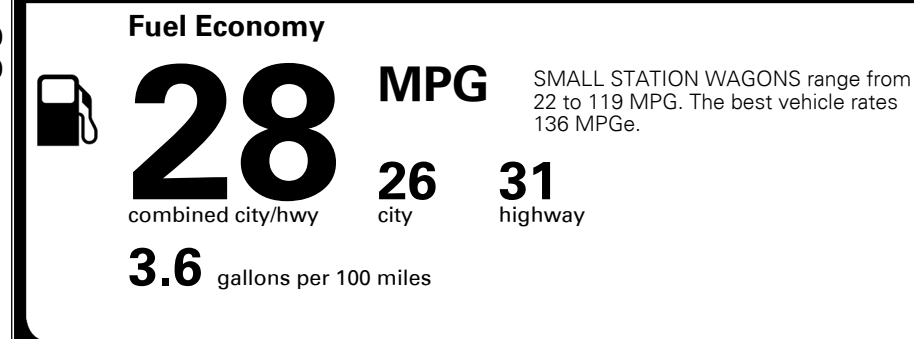 Fuel Economy
28 MPG
SMALL STATION WAGONS range from
22 to 119 MPG. The best vehicle rates
136 MPGe.
combined city/hwy
26
city
31
highway
3.6 gallons per 100 miles